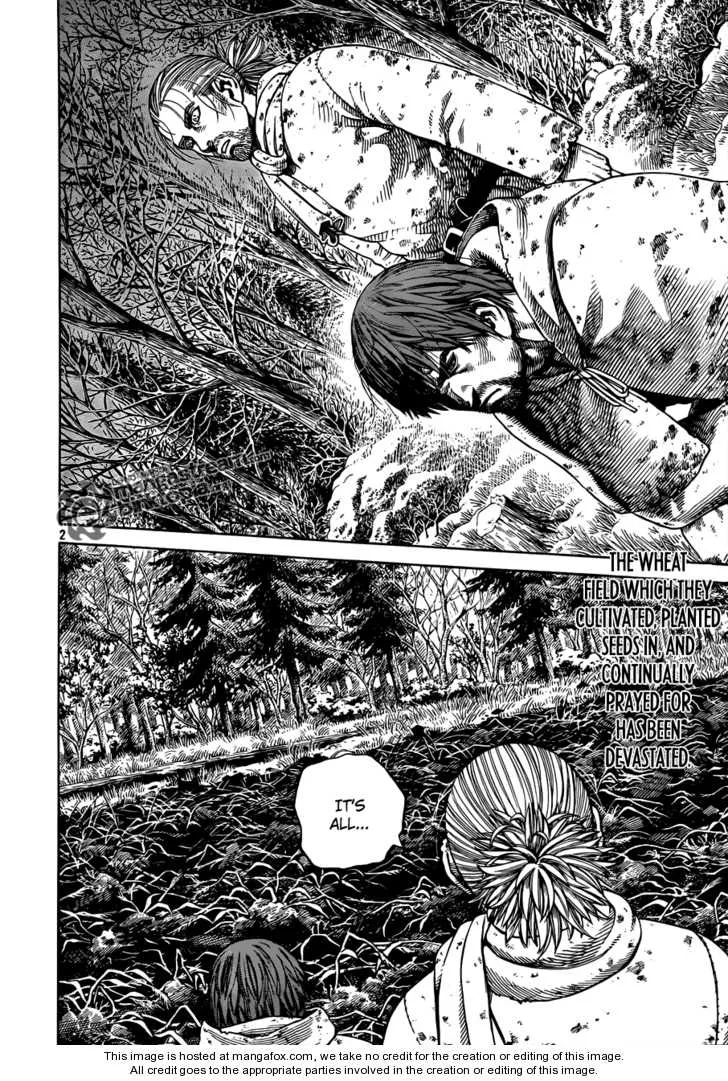 2
THE WHEAT
FIELD WHICH THEY
CULTIVATED, PLANTED
SEEDS IN, AND
CONTINUALLY
PRAYED FOR
HAS BEEN
DEVASTATED.
IT'S
ALL...
This image is hosted at mangafox.com, we take no credit for the creation or editing of this image.
All credit goes to the appropriate parties involved in the creation or editing of this image.